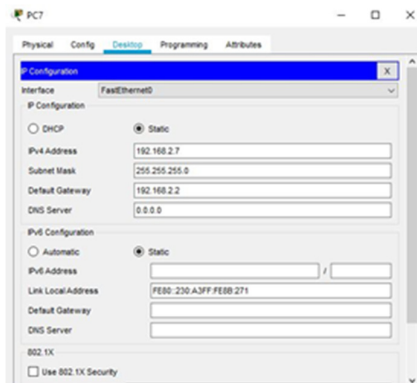 PC7
Physical Config Desktop Programming Attributes
IP Configuration X
Interface FastEthernet0
IP Configuration
DHCP Static
IPv4 Address 192.168.2.7
Subnet Mask 255.255.255.0
Default Gateway 192.168.2.2
DNS Server 0.0.0.0
IPv6 Configuration
Automatic Static
IPv6 Address /
Link Local Address FE80::230:A3FF:FE8B:271
Default Gateway
DNS Server
802.1X
Use 802.1X Security